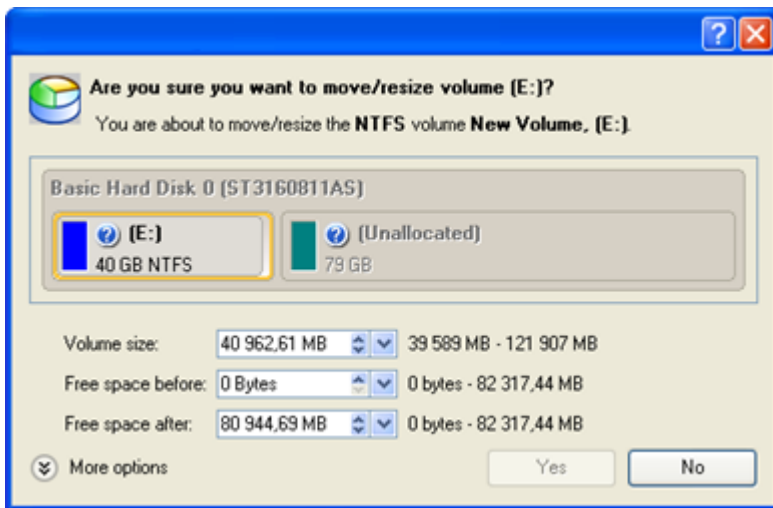 Are you sure you want to move/resize volume (E:)?
You are about to move/resize the NTFS volume New Volume, (E:).
Basic Hard Disk 0 (ST3160811AS)
(E:)
40 GB NTFS
(Unallocated)
79 GB
Volume size: 40 962,61 MB 39 589 MB - 121 907 MB
Free space before: 0 Bytes 0 bytes - 82 317,44 MB
Free space after: 80 944,69 MB 0 bytes - 82 317,44 MB
More options Yes No